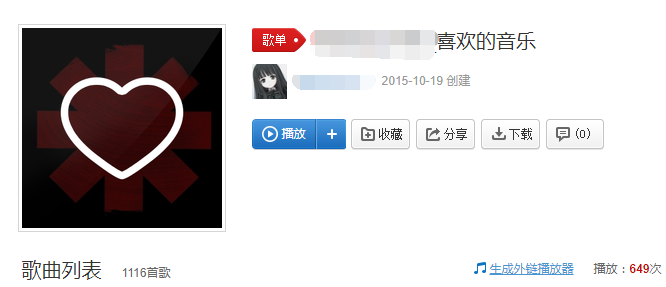 歌单 喜欢的音乐
2015-10-19 创建
播放 + 收藏 分享 下载 (0)
歌曲列表 1116首歌 生成外链播放器 播放：649次